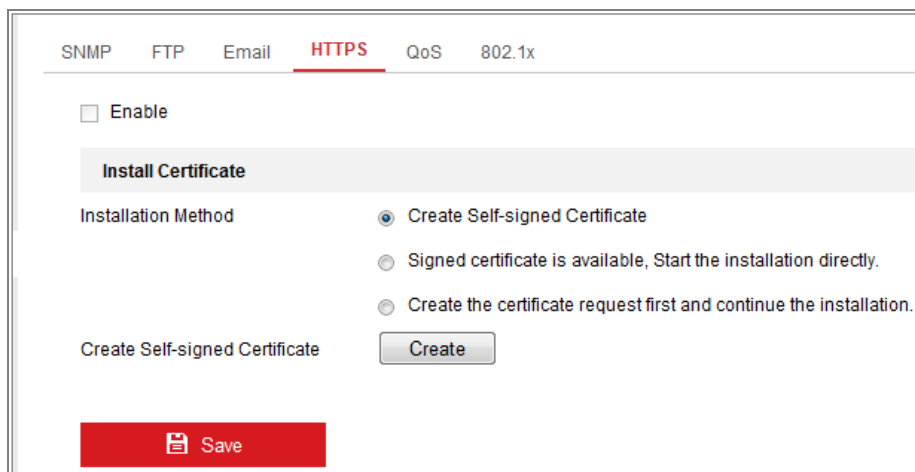 SNMP FTP Email HTTPS QoS 802.1x
Enable
Install Certificate
Installation Method Create Self-signed Certificate
Signed certificate is available, Start the installation directly.
Create the certificate request first and continue the installation.
Create Self-signed Certificate Create
Save